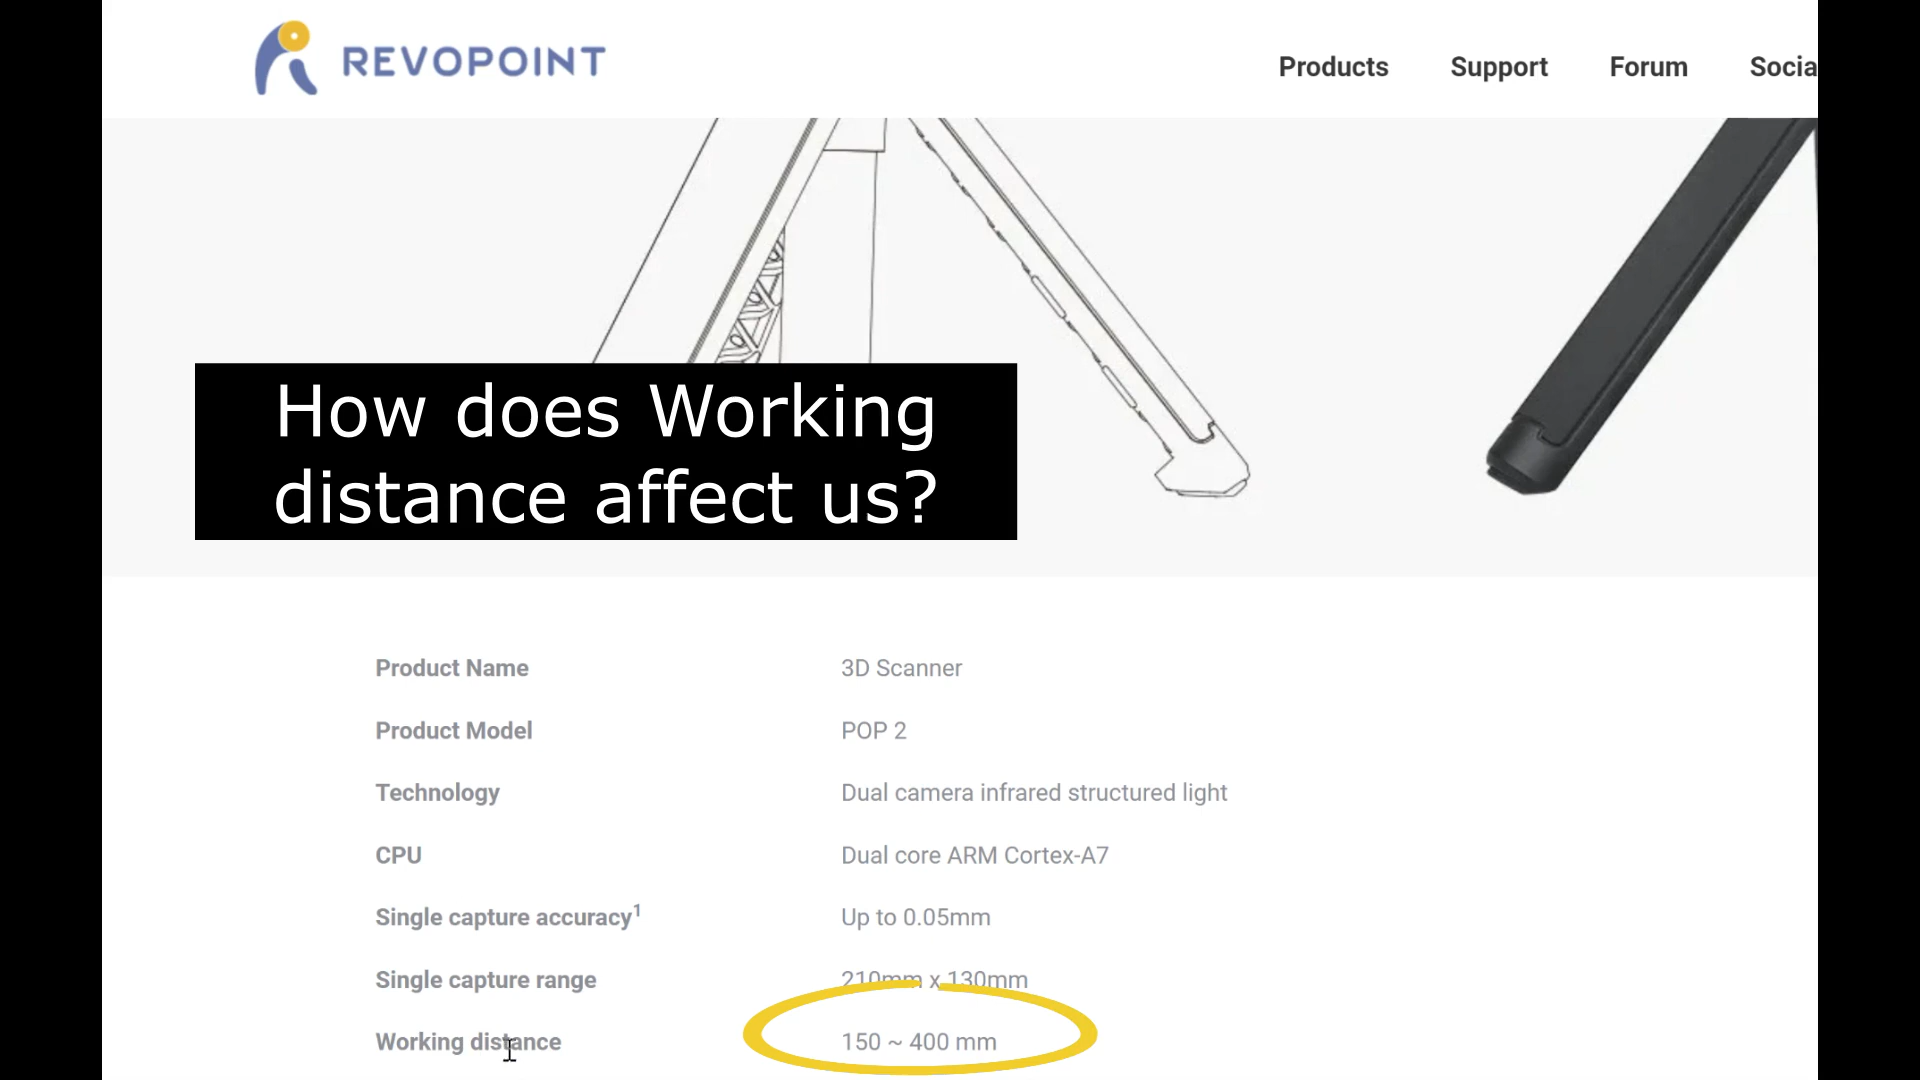 REVOPOINT
Products Support Forum Socia
How does Working
distance affect us?
Product Name 3D Scanner
Product Model POP 2
Technology Dual camera infrared structured light
CPU Dual core ARM Cortex-A7
Single capture accuracy¹ Up to 0.05mm
Single capture range 210mm x 130mm
Working distance 150 ~ 400 mm